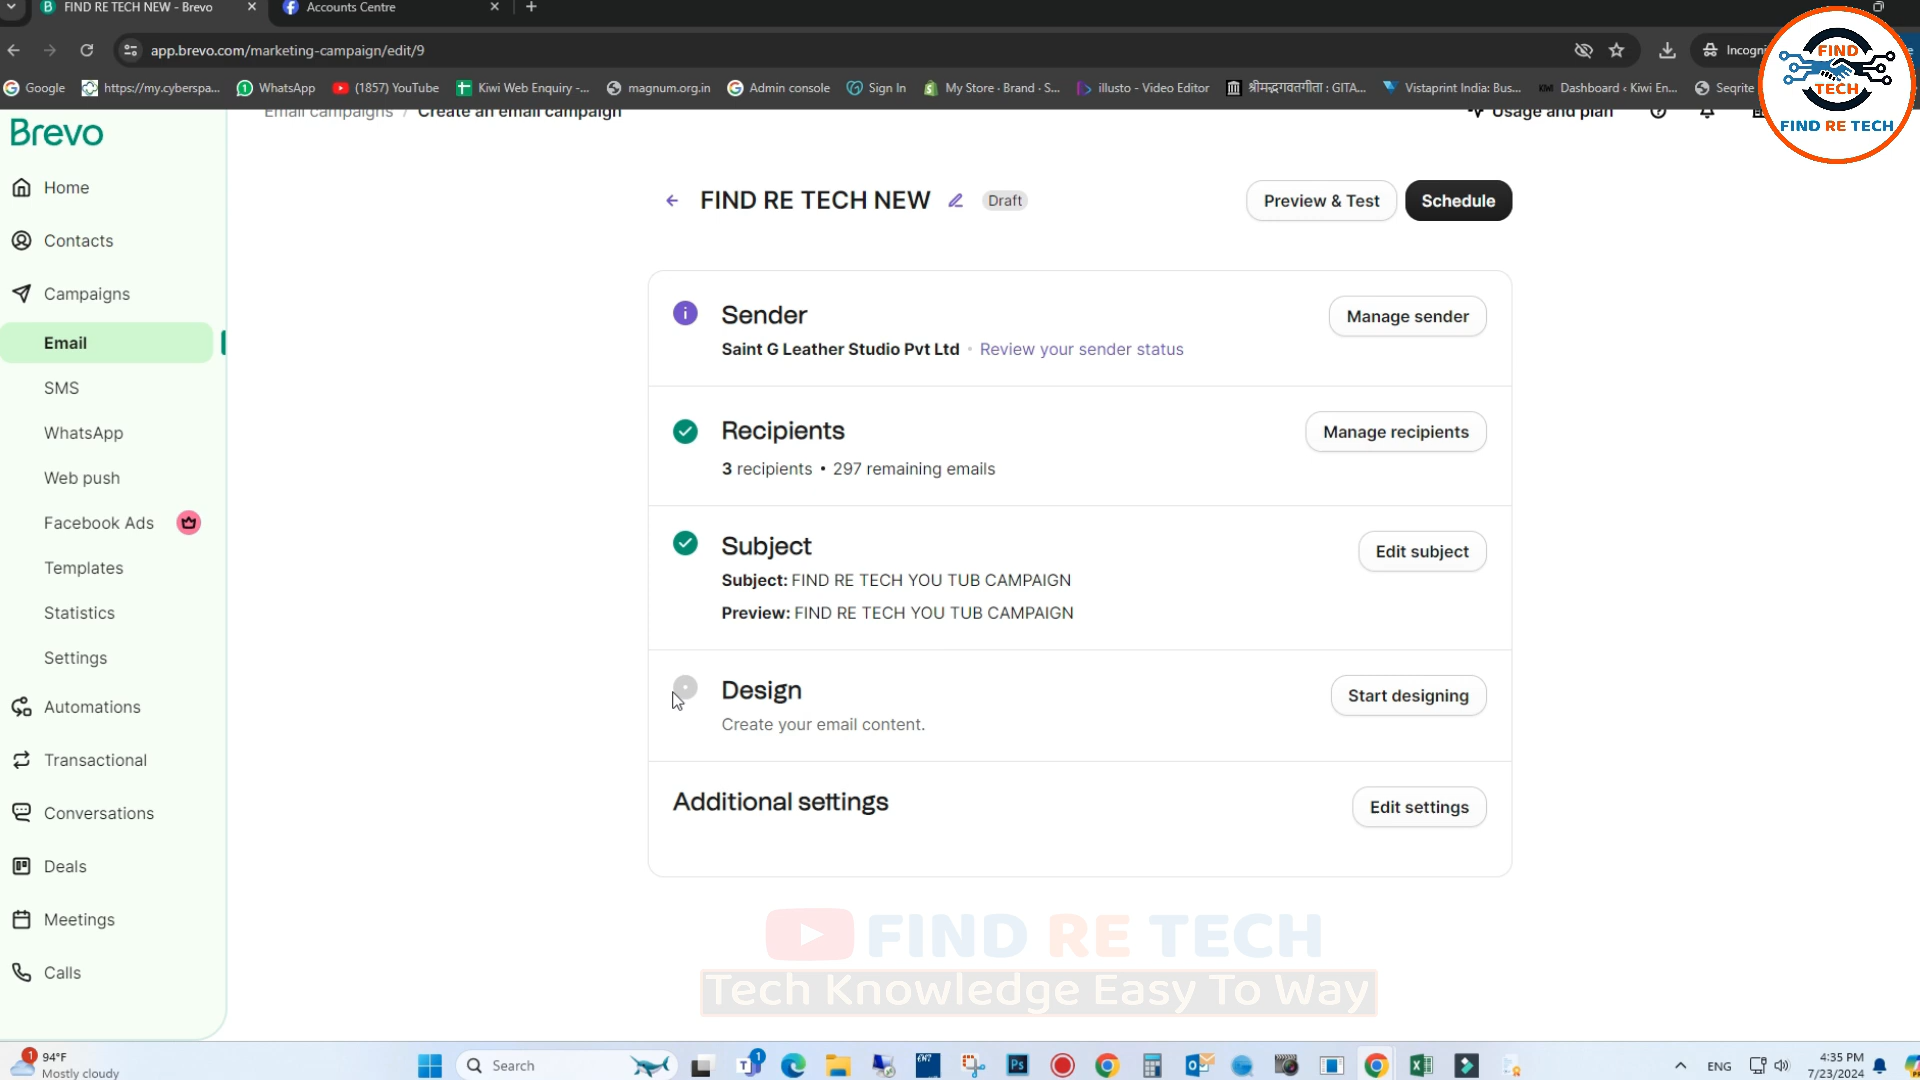 FIND RE TECH NEW - Brevo
Accounts Centre
app.brevo.com/marketing-campaign/edit/9
Google
https://my.cyberspa...
WhatsApp
(1857) YouTube
Kiwi Web Enquiry -...
magnum.org.in
Admin console
Sign In
My Store · Brand · S...
illusto - Video Editor
श्रीमद्भगवतगीता : GITA...
Vistaprint India: Bus...
Dashboard ‹ Kiwi En...
Seqrite
FIND
TECH
FIND RE TECH
Brevo
Email campaigns / Create an email campaign
Usage and plan
Home
Contacts
Campaigns
Email
SMS
WhatsApp
Web push
Facebook Ads
Templates
Statistics
Settings
Automations
Transactional
Conversations
Deals
Meetings
Calls
FIND RE TECH NEW
Draft
Preview & Test
Schedule
Sender
Saint G Leather Studio Pvt Ltd • Review your sender status
Manage sender
Recipients
3 recipients • 297 remaining emails
Manage recipients
Subject
Subject: FIND RE TECH YOU TUB CAMPAIGN
Preview: FIND RE TECH YOU TUB CAMPAIGN
Edit subject
Design
Create your email content.
Start designing
Additional settings
Edit settings
FIND RE TECH
Tech Knowledge Easy To Way
1
94°F
Mostly cloudy
Search
1
Ps
ENG
4:35 PM
7/23/2024